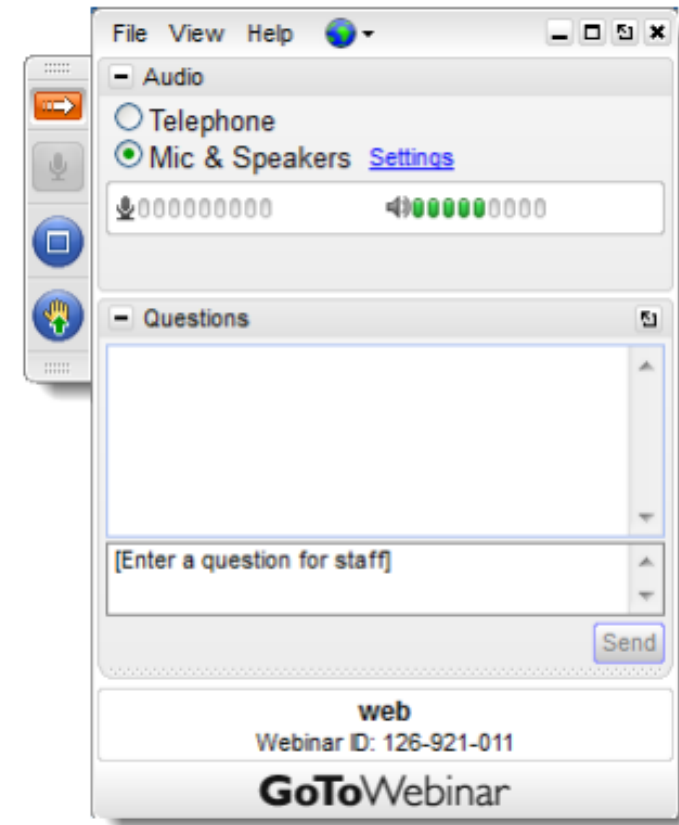 File View Help
Audio
Telephone
Mic & Speakers Settings
Questions
[Enter a question for staff]
Send
web
Webinar ID: 126-921-011
GoToWebinar